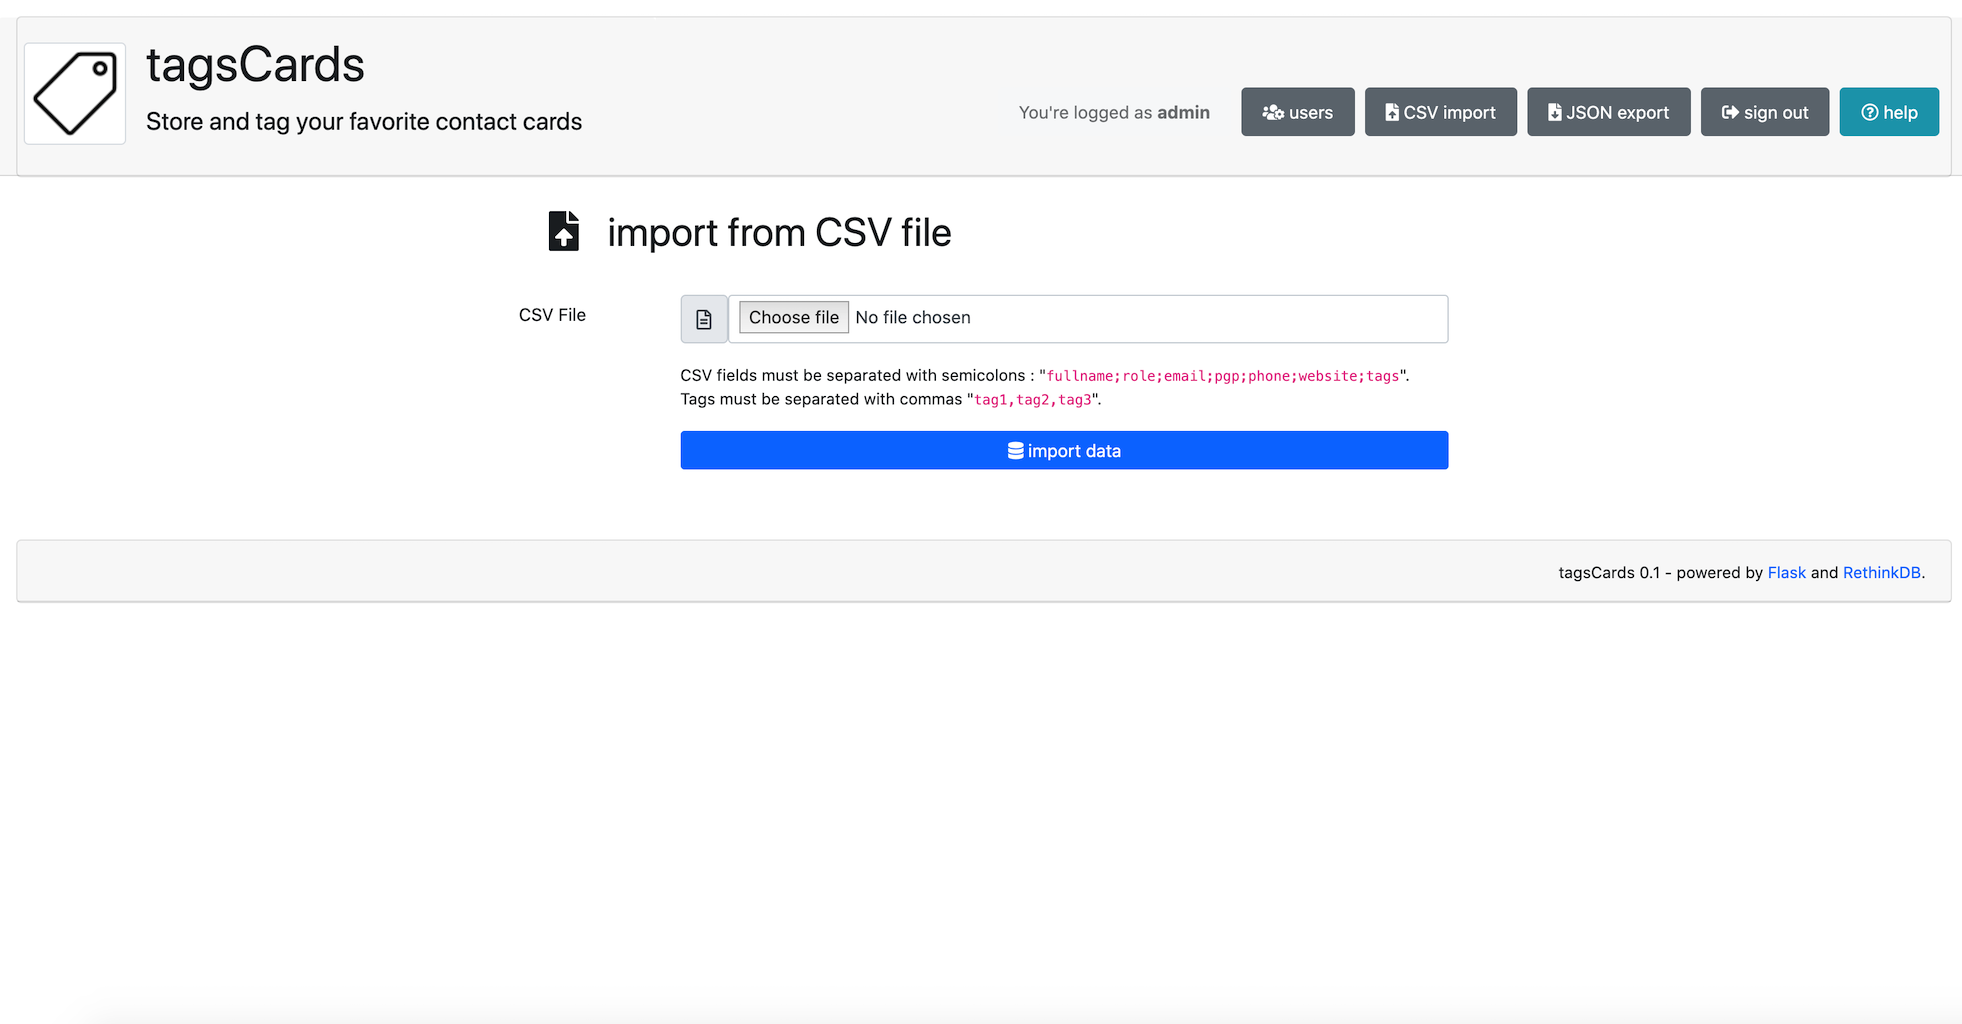 tagsCards
Store and tag your favorite contact cards
You're logged as admin
users
CSV import
JSON export
sign out
help
import from CSV file
CSV File
Choose file No file chosen
CSV fields must be separated with semicolons : "fullname;role;email;pgp;phone;website;tags".
Tags must be separated with commas "tag1,tag2,tag3".
import data
tagsCards 0.1 - powered by Flask and RethinkDB.